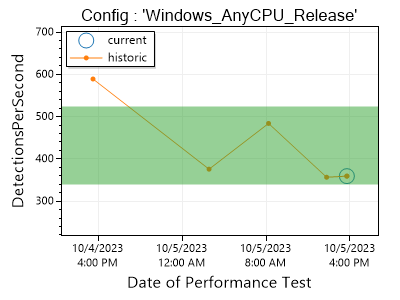 Config : 'Windows_AnyCPU_Release'
700
600
500
400
300
DetectionsPerSecond
current
historic
10/4/2023 10/5/2023 10/5/2023 10/5/2023
4:00 PM 12:00 AM 8:00 AM 4:00 PM
Date of Performance Test